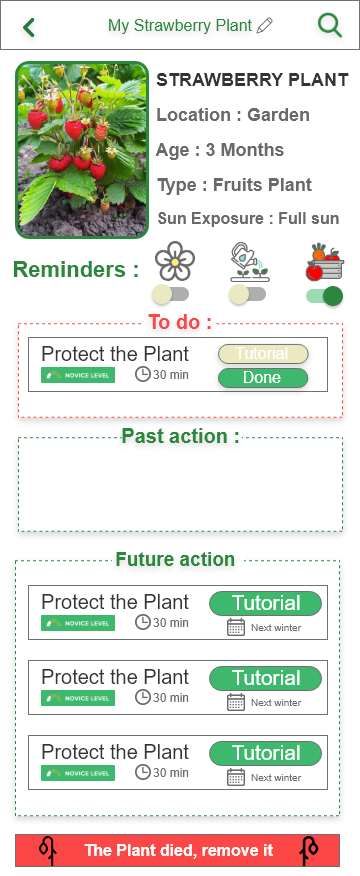 My Strawberry Plant
STRAWBERRY PLANT
Location : Garden
Age : 3 Months
Type : Fruits Plant
Sun Exposure : Full sun
Reminders :
To do :
Protect the Plant
Tutorial
NOVICE LEVEL
30 min
Done
Past action :
Future action
Protect the Plant
Tutorial
NOVICE LEVEL
30 min
Next winter
Protect the Plant
Tutorial
NOVICE LEVEL
30 min
Next winter
Protect the Plant
Tutorial
NOVICE LEVEL
30 min
Next winter
The Plant died, remove it